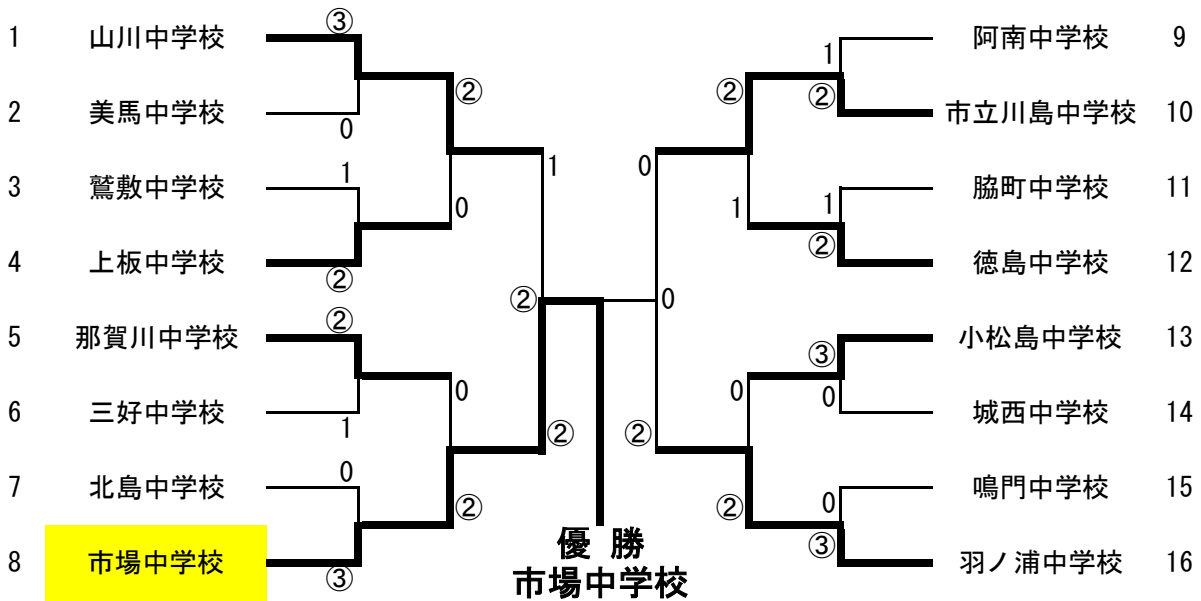 1 山川中学校 ③
2 美馬中学校 0
②
3 鷲敷中学校 1
4 上板中学校 ②
0
1
5 那賀川中学校 ②
6 三好中学校 1
0
7 北島中学校 0
8 市場中学校 ③
②
②
②
優 勝
市場中学校
1 阿南中学校 9
② 市立川島中学校 10
②
1 脇町中学校 11
② 徳島中学校 12
1
0
0
③ 小松島中学校 13
0 城西中学校 14
0
0 鳴門中学校 15
③ 羽ノ浦中学校 16
②
②